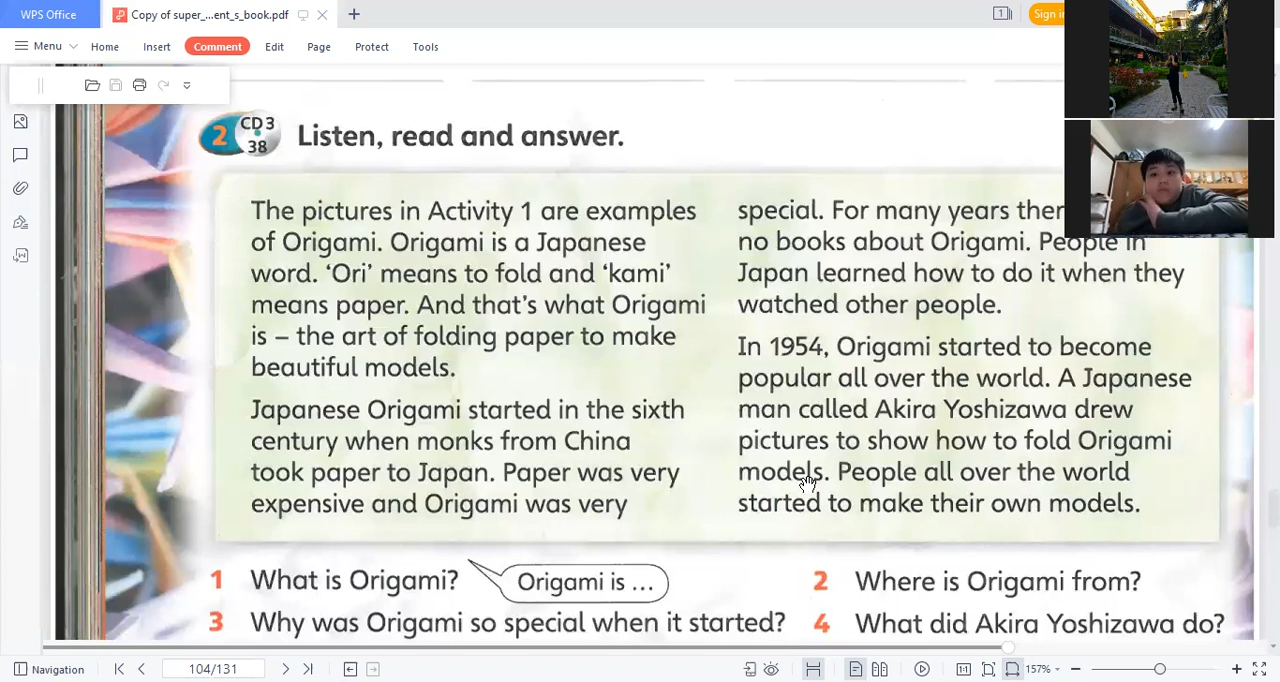 WPS Office
Copy of super_...ent_s_book.pdf
Sign in
Menu
Home
Insert
Comment
Edit
Page
Protect
Tools
2
CD 3
38
Listen, read and answer.
The pictures in Activity 1 are examples
of Origami. Origami is a Japanese
word. ‘Ori’ means to fold and ‘kami’
means paper. And that’s what Origami
is – the art of folding paper to make
beautiful models.
Japanese Origami started in the sixth
century when monks from China
took paper to Japan. Paper was very
expensive and Origami was very
special. For many years
no books about Origami. People in
Japan learned how to do it when they
watched other people.
In 1954, Origami started to become
popular all over the world. A Japanese
man called Akira Yoshizawa drew
pictures to show how to fold Origami
models. People all over the world
started to make their own models.
1 What is Origami?
Origami is ...
2 Where is Origami from?
3 Why was Origami so special when it started?
4 What did Akira Yoshizawa do?
Navigation
104/131
157%